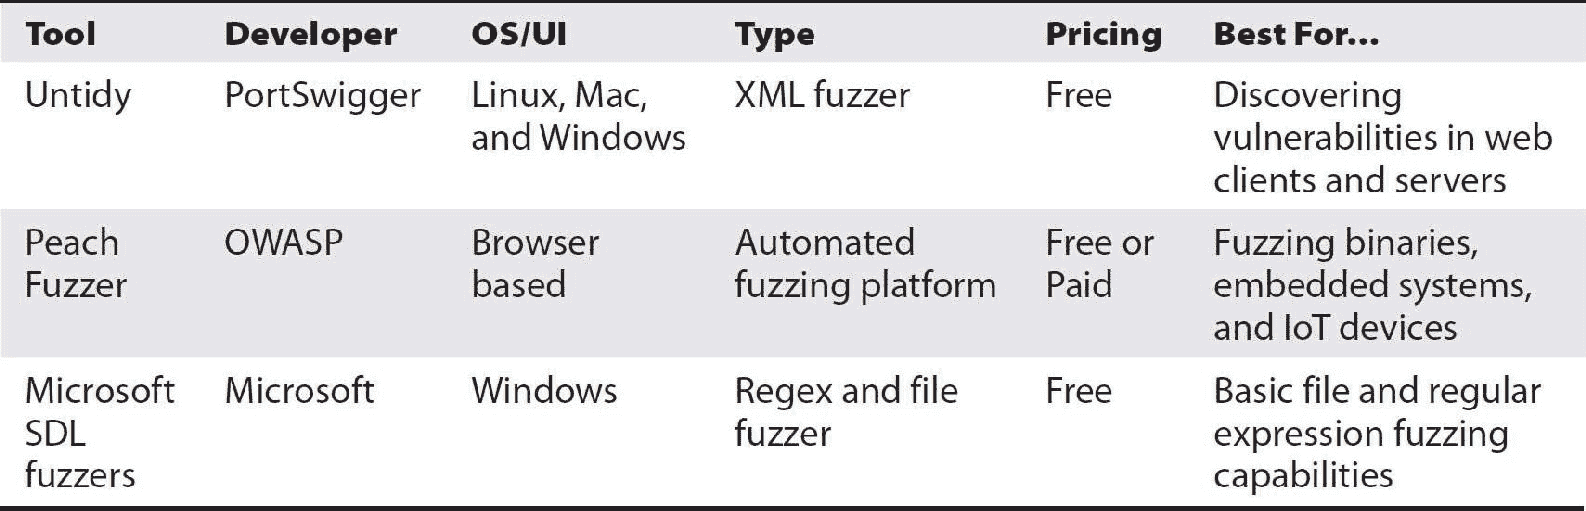 Tool Developer OS/UI Type Pricing Best For...
Untidy PortSwigger Linux, Mac, XML fuzzer Free Discovering
and Windows vulnerabilities in web
clients and servers
Peach OWASP Browser Automated Free or Fuzzing binaries,
Fuzzer based fuzzing platform Paid embedded systems,
and IoT devices
Microsoft Microsoft Windows Regex and file Free Basic file and regular
SDL fuzzer expression fuzzing
fuzzers capabilities